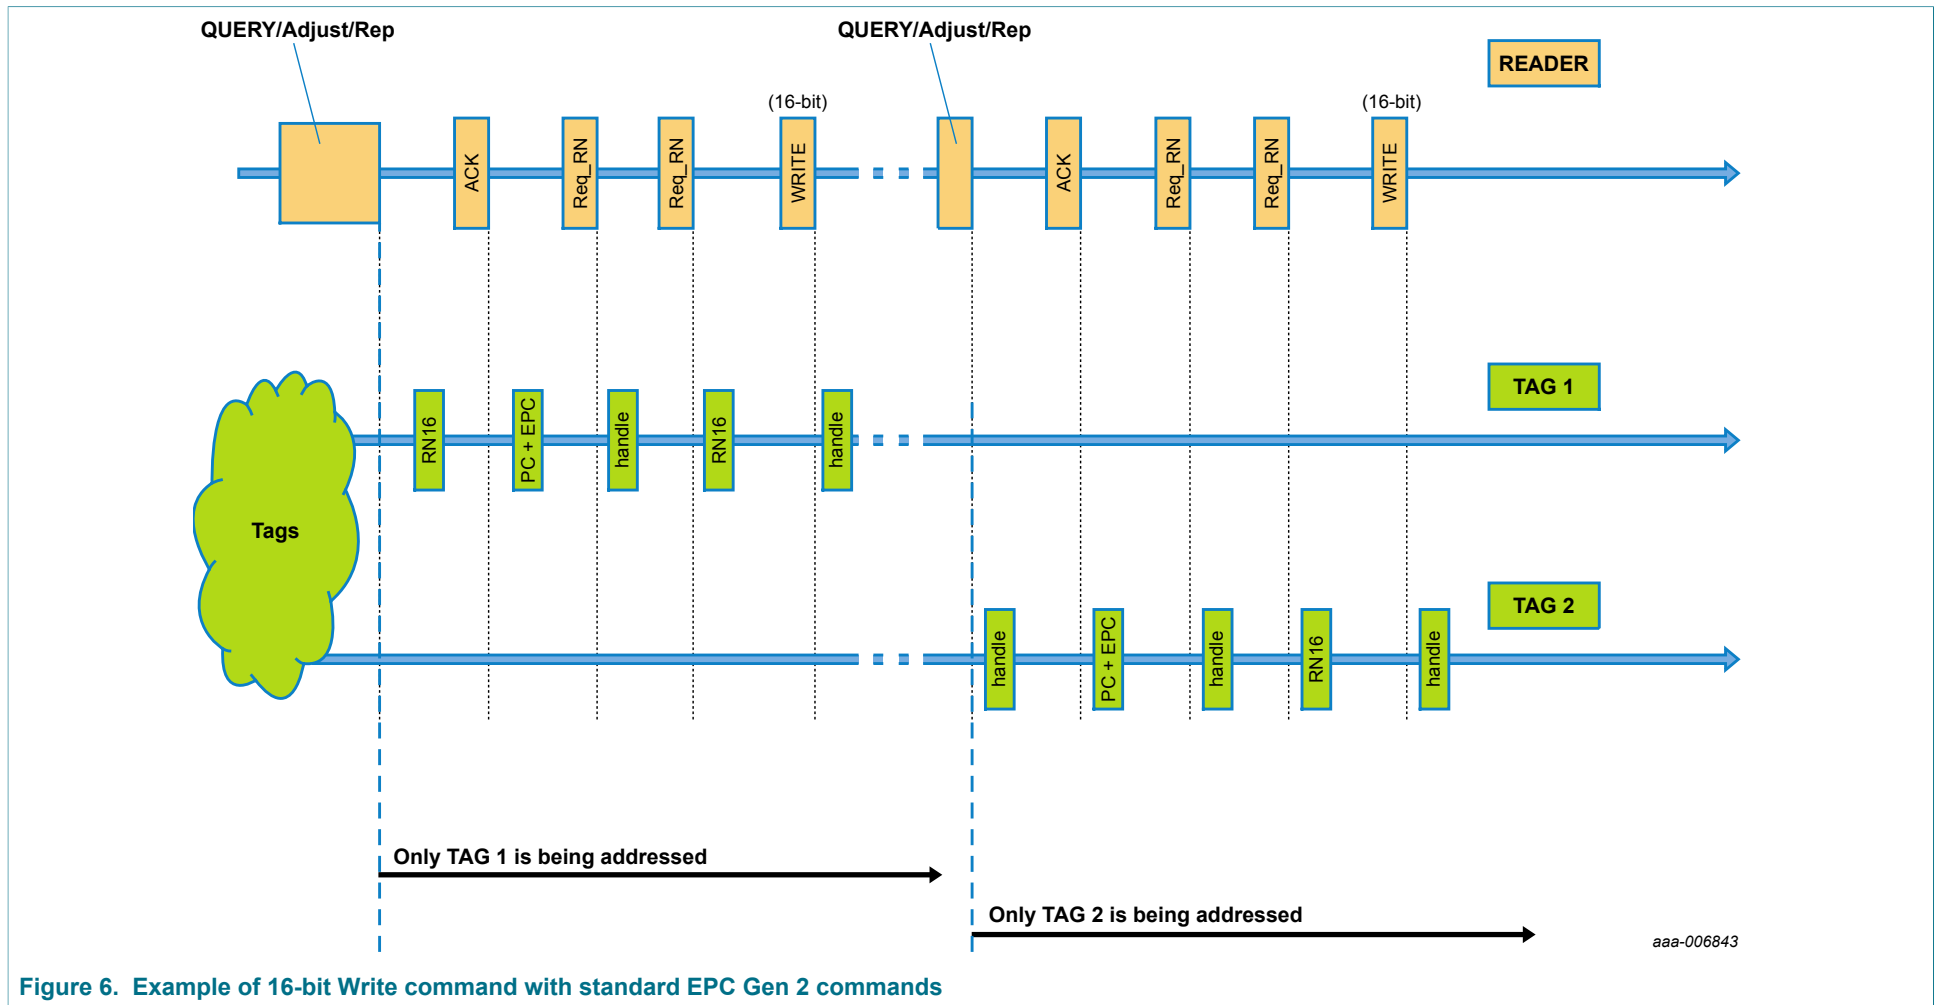 QUERY/Adjust/Rep
QUERY/Adjust/Rep
READER
(16-bit)
(16-bit)
ACK
Req_RN
Req_RN
WRITE
ACK
Req_RN
Req_RN
WRITE
TAG 1
RN16
PC + EPC
handle
RN16
handle
Tags
TAG 2
handle
PC + EPC
handle
RN16
handle
Only TAG 1 is being addressed
Only TAG 2 is being addressed
aaa-006843
Figure 6. Example of 16-bit Write command with standard EPC Gen 2 commands